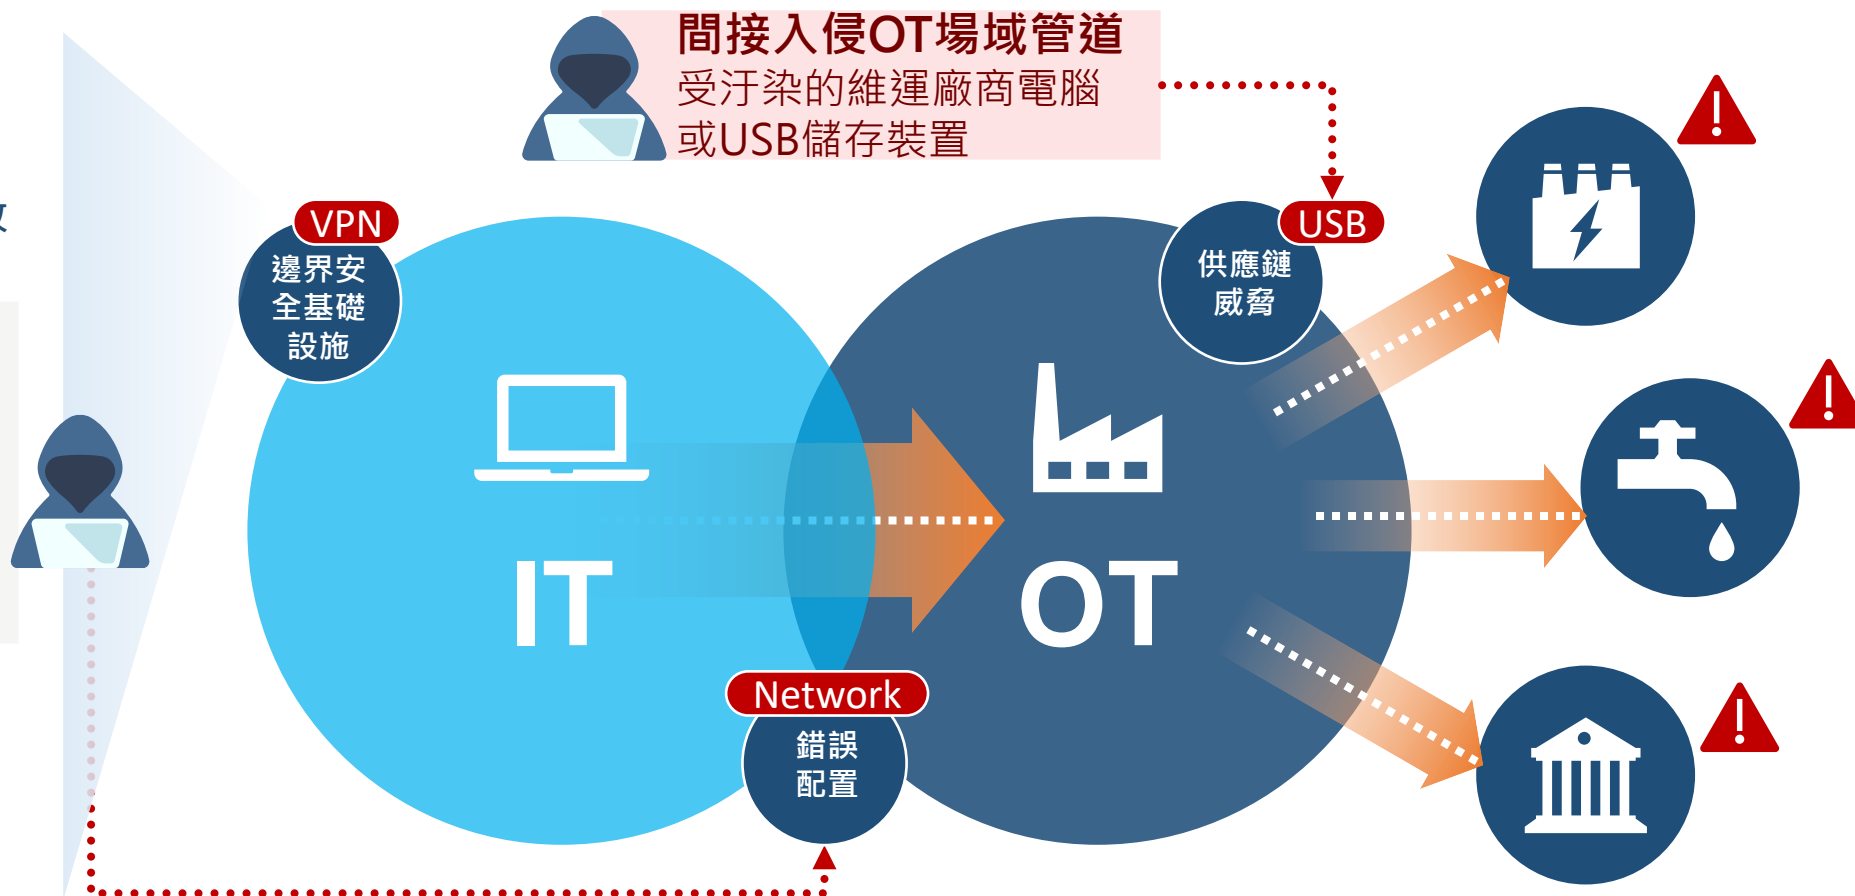 間接入侵OT場域管道
受汙染的維運廠商電腦
或USB儲存裝置
VPN
邊界安
全基礎
設施
USB
供應鏈
威脅
IT
OT
Network
錯誤
配置